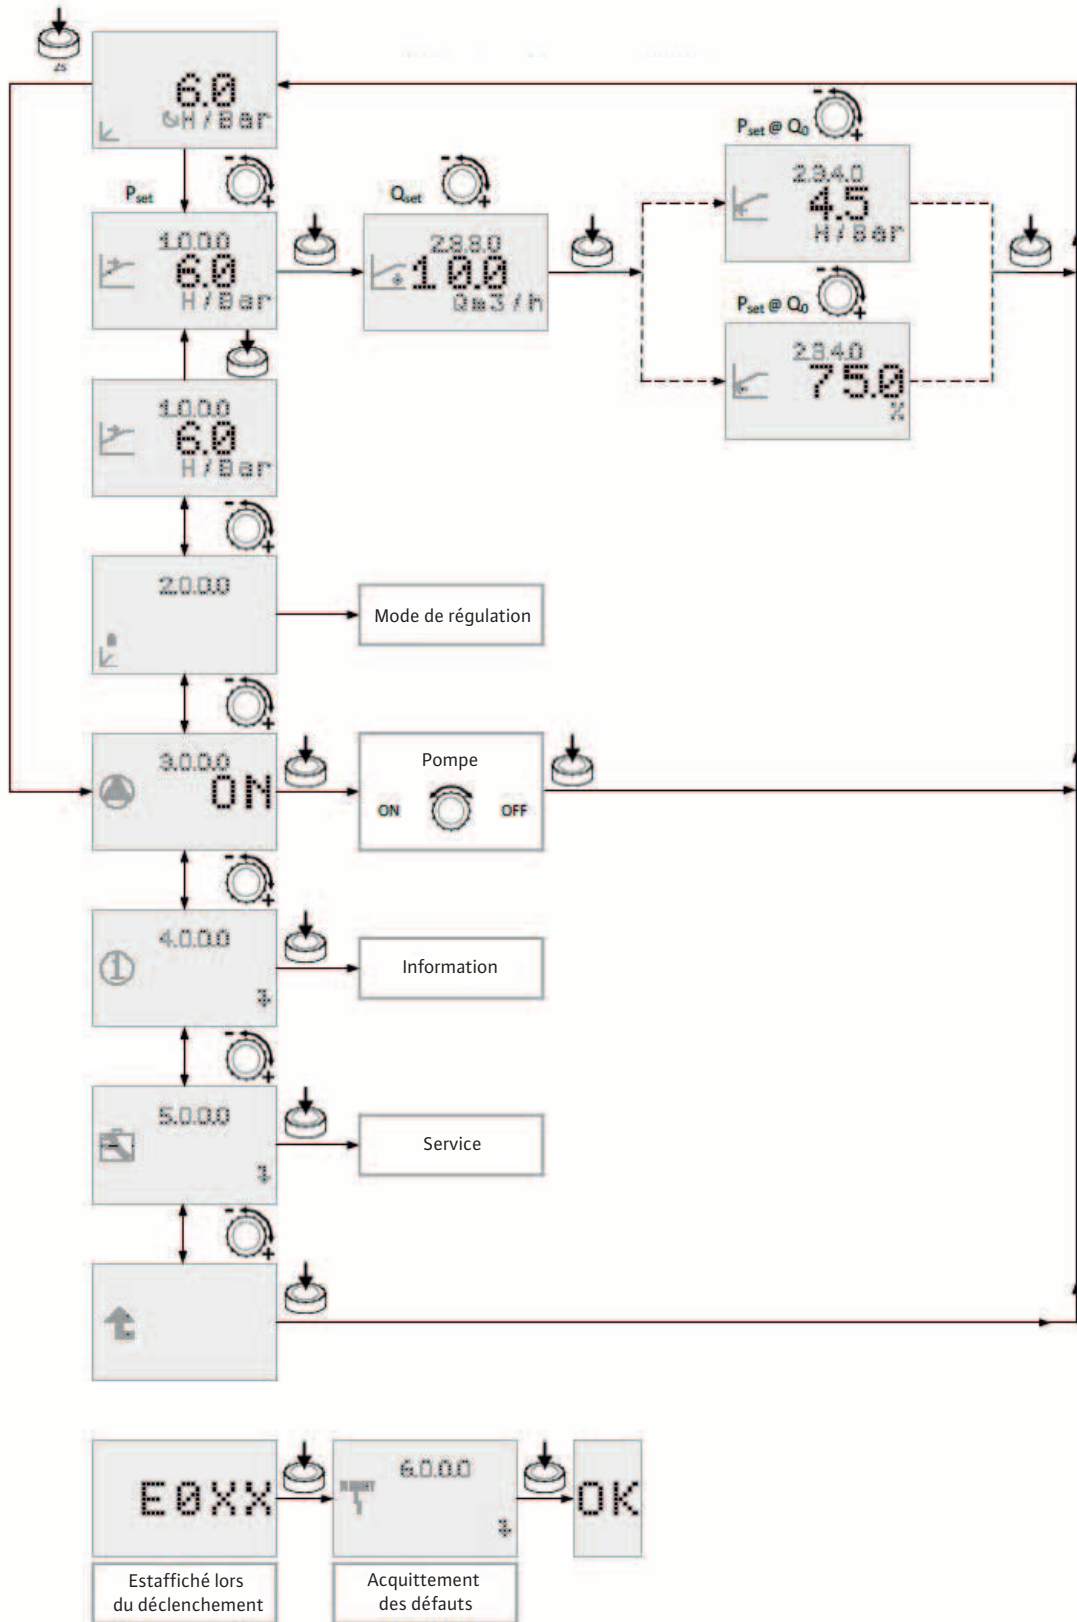 2s
6.0
H/Bar
- +
Pset
1.0.0.0
6.0
H/Bar
Qset
- +
2.3.3.0
10.0
Qm3/h
Pset @ Q0
- +
2.3.4.0
4.5
H/Bar
Pset @ Q0
- +
2.3.4.0
75.0
%
1.0.0.0
6.0
H/Bar
- +
2.0.0.0
Mode de régulation
- +
3.0.0.0
ON
Pompe
ON OFF
- +
4.0.0.0
Information
- +
5.0.0.0
Service
- +
E0XX
6.0.0.0
OK
Estaffiché lors
du déclenchement
Acquittement
des défauts